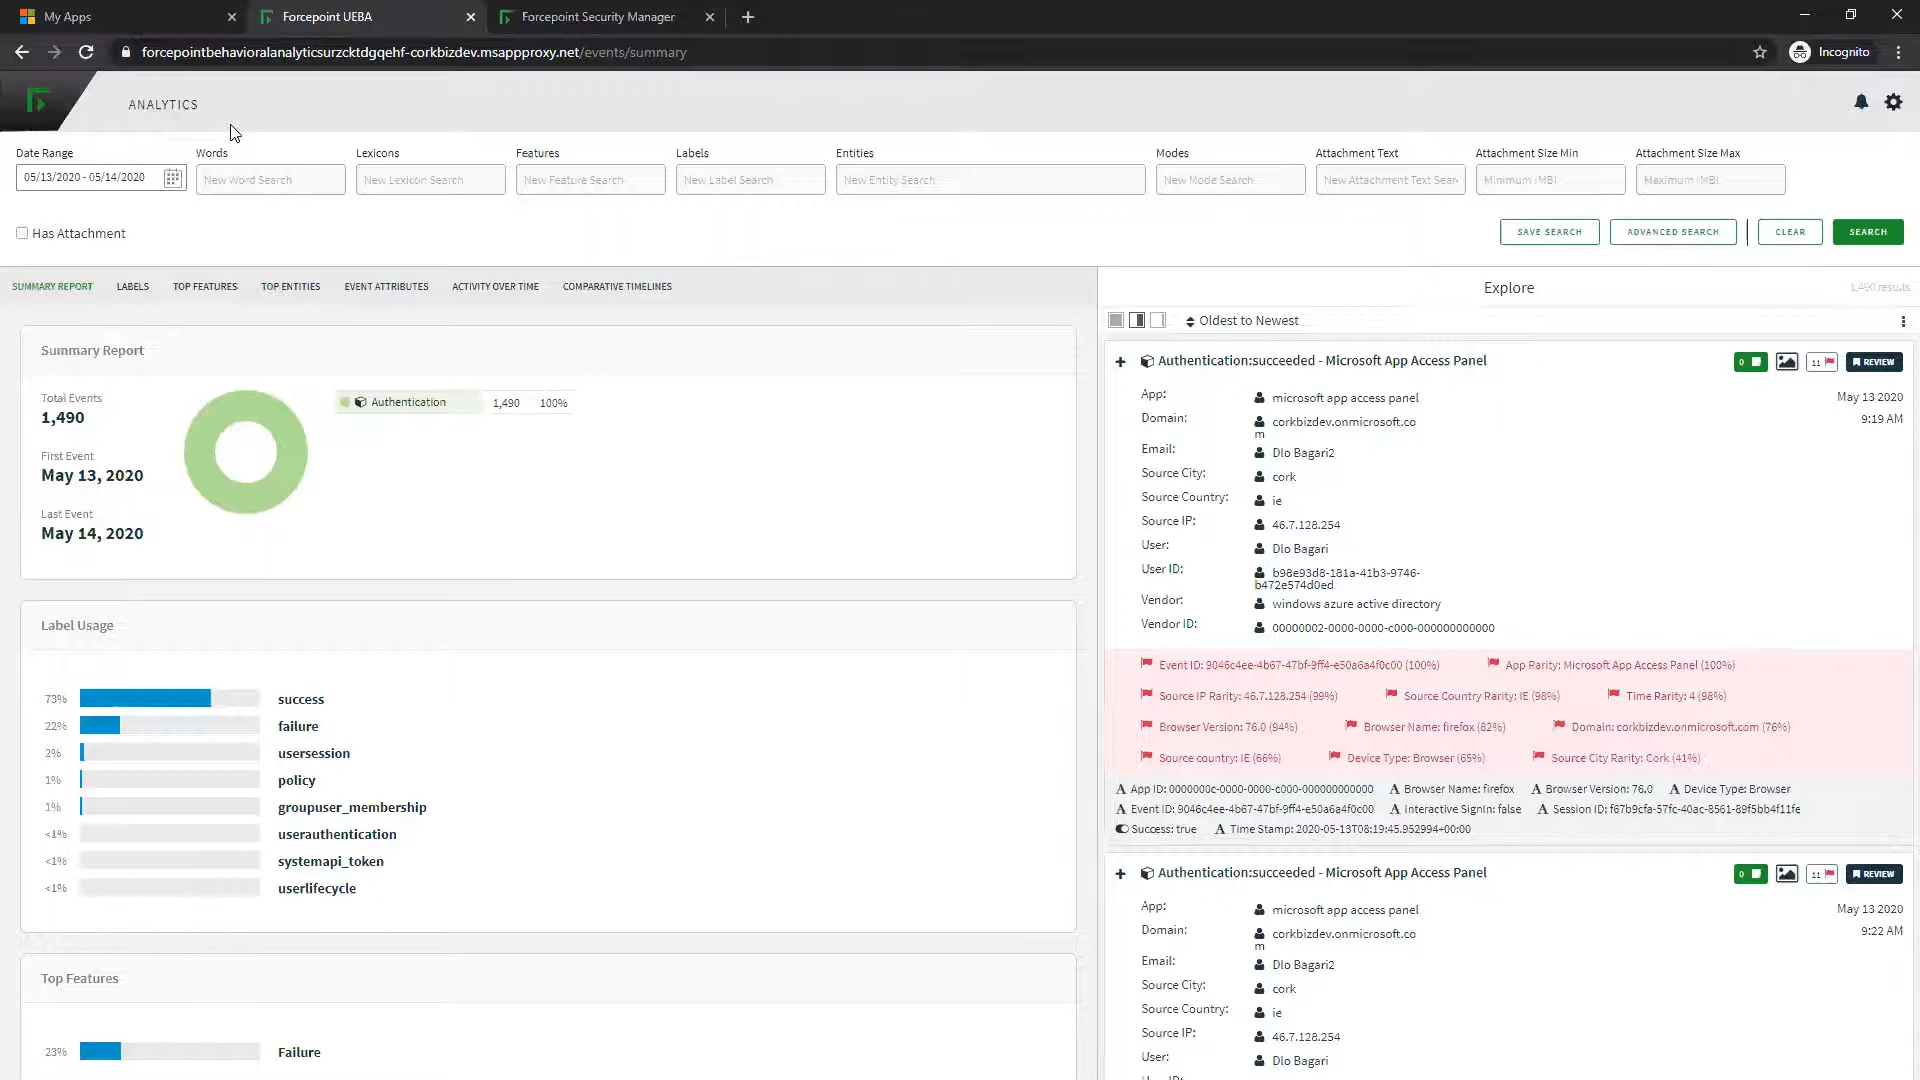 My Apps
Forcepoint UEBA
Forcepoint Security Manager
forcepointbehavioralanalyticsurzcktdgqehf-corkbizdev.msappproxy.net/events/summary
Incognito
ANALYTICS
Date Range
Words
Lexicons
Features
Labels
Entities
Modes
Attachment Text
Attachment Size Min
Attachment Size Max
05/13/2020 - 05/14/2020
New Word Search
New Lexicon Search
New Feature Search
New Label Search
New Entity Search
New Mode Search
New Attachment Text Sear
Minimum (MB)
Maximum (MB)
Has Attachment
SAVE SEARCH
ADVANCED SEARCH
CLEAR
SEARCH
SUMMARY REPORT
LABELS
TOP FEATURES
TOP ENTITIES
EVENT ATTRIBUTES
ACTIVITY OVER TIME
COMPARATIVE TIMELINES
Summary Report
Total Events
1,490
First Event
May 13, 2020
Last Event
May 14, 2020
Authentication 1,490 100%
Label Usage
73% success
22% failure
2% usersession
1% policy
1% groupuser_membership
<1% userauthentication
<1% systemapi_token
<1% userlifecycle
Top Features
23% Failure
Explore
1,490 results
Oldest to Newest
Authentication:succeeded - Microsoft App Access Panel
0 11 REVIEW
App: microsoft app access panel
May 13 2020
9:19 AM
Domain: corkbizdev.onmicrosoft.co
m
Email: Dlo Bagari2
Source City: cork
Source Country: ie
Source IP: 46.7.128.254
User: Dlo Bagari
User ID: b98e93d8-181a-41b3-9746-
b472e574d0ed
Vendor: windows azure active directory
Vendor ID: 00000002-0000-0000-c000-000000000000
Event ID: 9046c4ee-4b67-47bf-9ff4-e50a6a4f0c00 (100%) App Rarity: Microsoft App Access Panel (100%)
Source IP Rarity: 46.7.128.254 (99%) Source Country Rarity: IE (98%) Time Rarity: 4 (98%)
Browser Version: 76.0 (94%) Browser Name: firefox (82%) Domain: corkbizdev.onmicrosoft.com (76%)
Source country: IE (66%) Device Type: Browser (65%) Source City Rarity: Cork (41%)
App ID: 0000000c-0000-0000-c000-000000000000 Browser Name: firefox Browser Version: 76.0 Device Type: Browser
Event ID: 9046c4ee-4b67-47bf-9ff4-e50a6a4f0c00 Interactive SignIn: false Session ID: f67b9cfa-57fc-40ac-8561-89f5bb4f11fe
Success: true Time Stamp: 2020-05-13T08:19:45.952994+00:00
Authentication:succeeded - Microsoft App Access Panel
0 11 REVIEW
App: microsoft app access panel
May 13 2020
9:22 AM
Domain: corkbizdev.onmicrosoft.co
m
Email: Dlo Bagari2
Source City: cork
Source Country: ie
Source IP: 46.7.128.254
User: Dlo Bagari